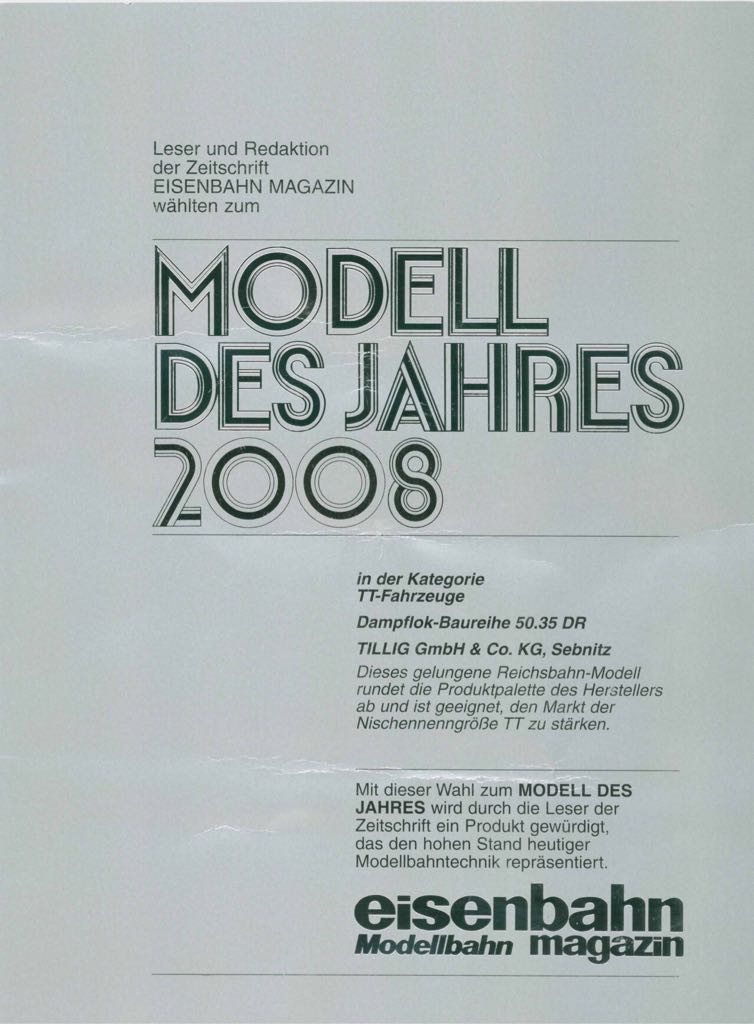 Leser und Redaktion
der Zeitschrift
EISENBAHN MAGAZIN
wählten zum
MODELL
DES JAHRES
2008
in der Kategorie
TT-Fahrzeuge
Dampflok-Baureihe 50.35 DR
TILLIG GmbH & Co. KG, Sebnitz
Dieses gelungene Reichsbahn-Modell
rundet die Produktpalette des Herstellers
ab und ist geeignet, den Markt der
Nischennenngröße TT zu stärken.
Mit dieser Wahl zum MODELL DES
JAHRES wird durch die Leser der
Zeitschrift ein Produkt gewürdigt,
das den hohen Stand heutiger
Modellbahntechnik repräsentiert.
eisenbahn
Modellbahn magazin